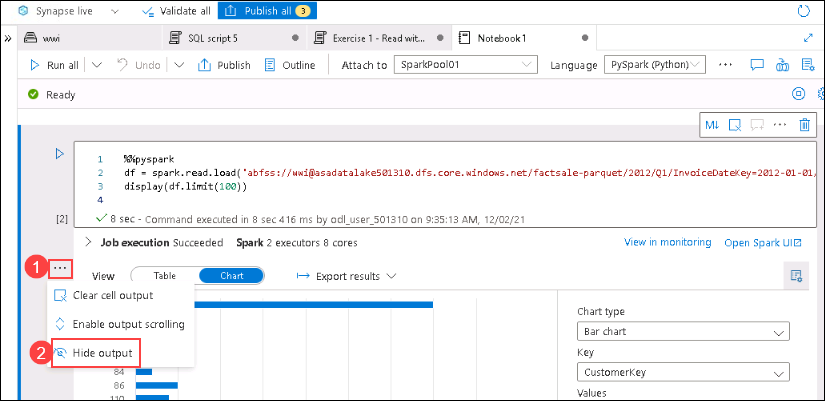 Synapse live
Validate all
Publish all 3
»
wwi
SQL script 5
Exercise 1 - Read wit...
Notebook 1
Run all
Undo
Publish
Outline
Attach to
SparkPool01
Language
PySpark (Python)
...
Ready
M↓
...
1 %%pyspark
2 df = spark.read.load("abfss://wwi@asadatalake501310.dfs.core.windows.net/factsale-parquet/2012/Q1/InvoiceDateKey=2012-01-01/
3 display(df.limit(100))
4
[2]
8 sec - Command executed in 8 sec 416 ms by odl_user_501310 on 9:35:13 AM, 12/02/21
Job execution Succeeded Spark 2 executors 8 cores
View in monitoring
Open Spark UI
1
...
View
Table
Chart
Export results
Clear cell output
Enable output scrolling
2
Hide output
84
86
110
Chart type
Bar chart
Key
CustomerKey
Values